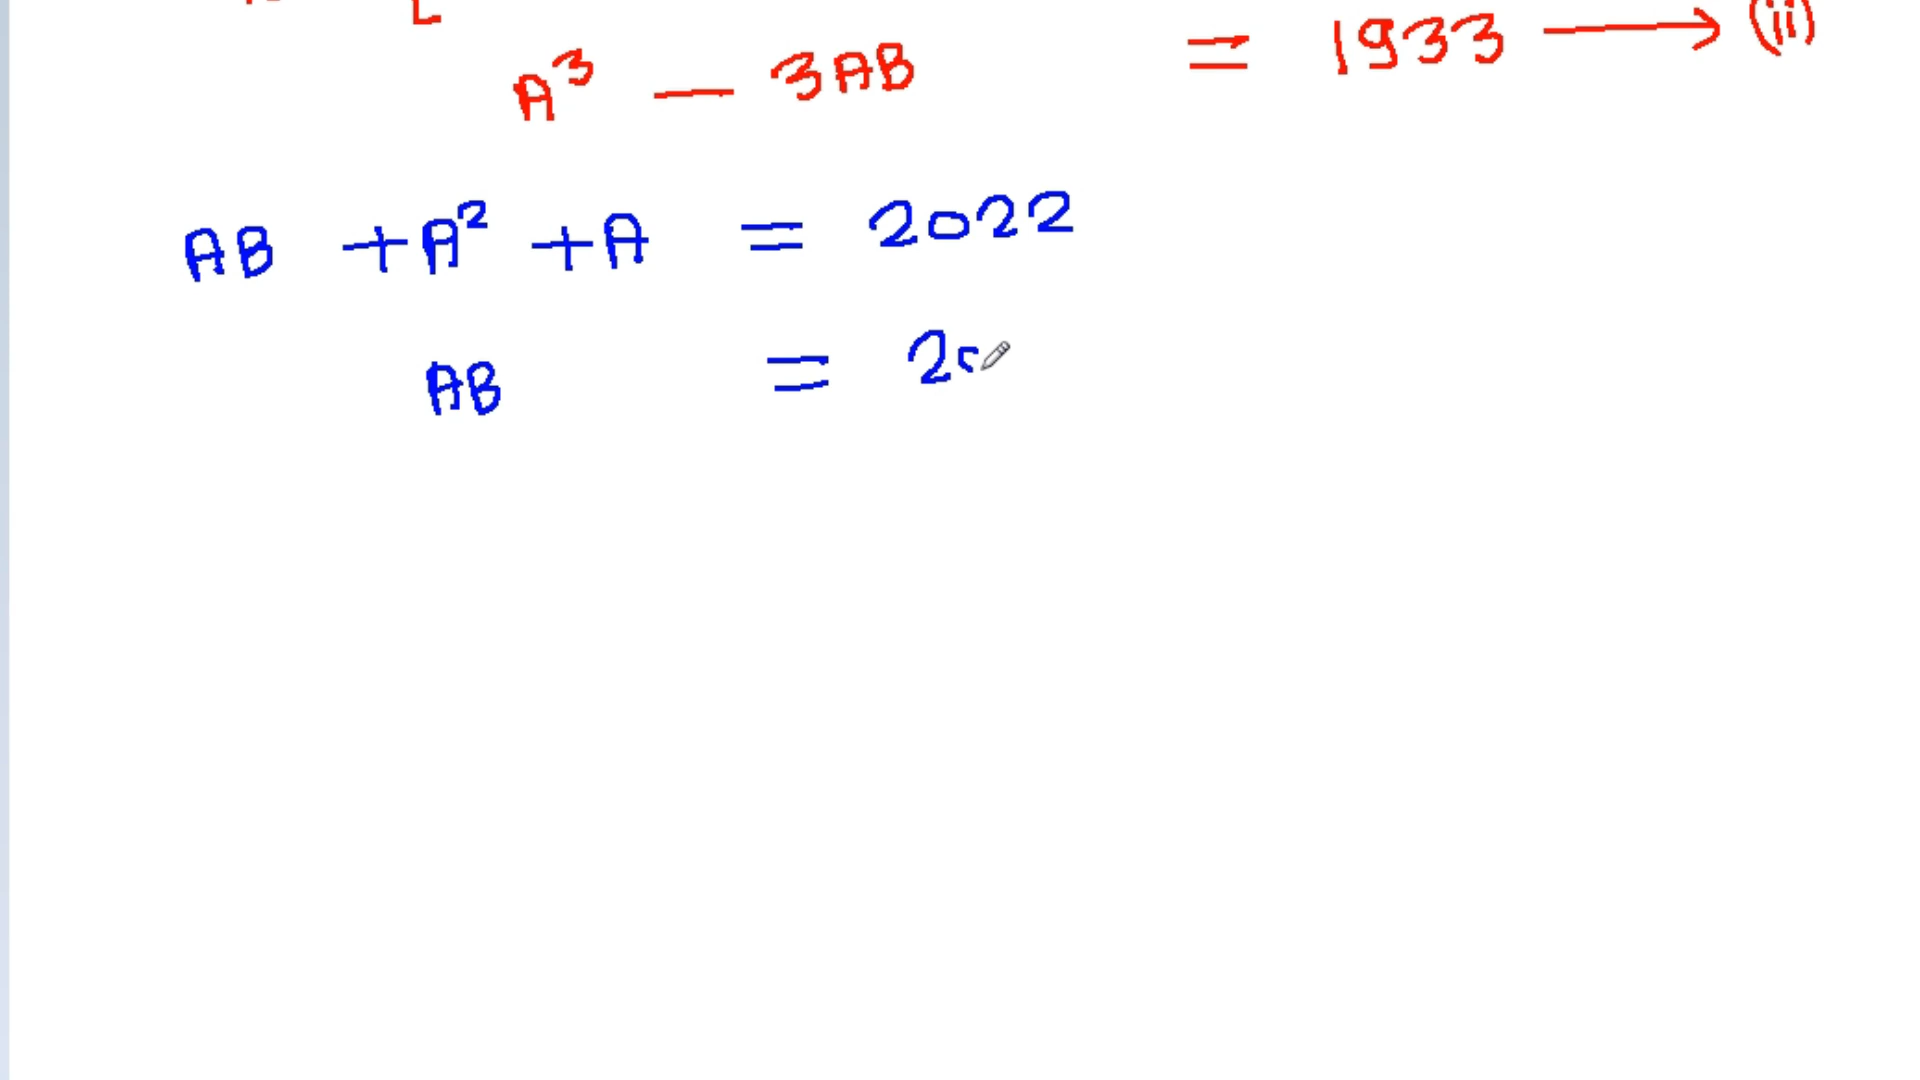 A³ — 3AB = 1933 → (ii)
AB + A² + A = 2022
AB = 2